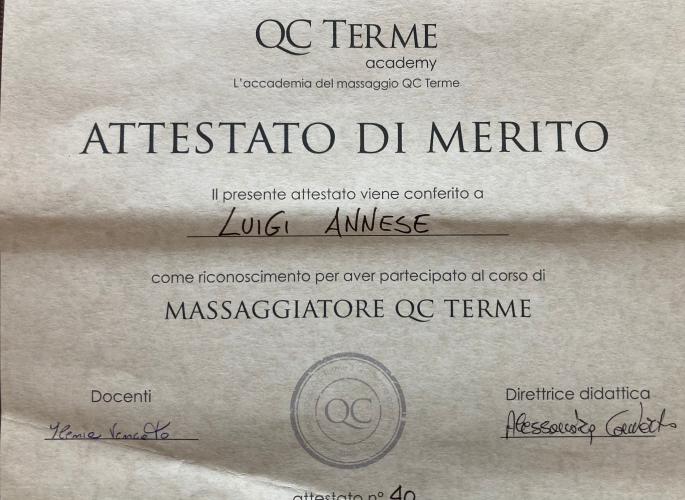 QC TERME
academy
L'accademia del massaggio QC Terme
ATTESTATO DI MERITO
Il presente attestato viene conferito a
LUIGI ANNESE
come riconoscimento per aver partecipato al corso di
MASSAGGIATORE QC TERME
Docenti
QC
Direttrice didattica
Alessandra
attestato n° 40